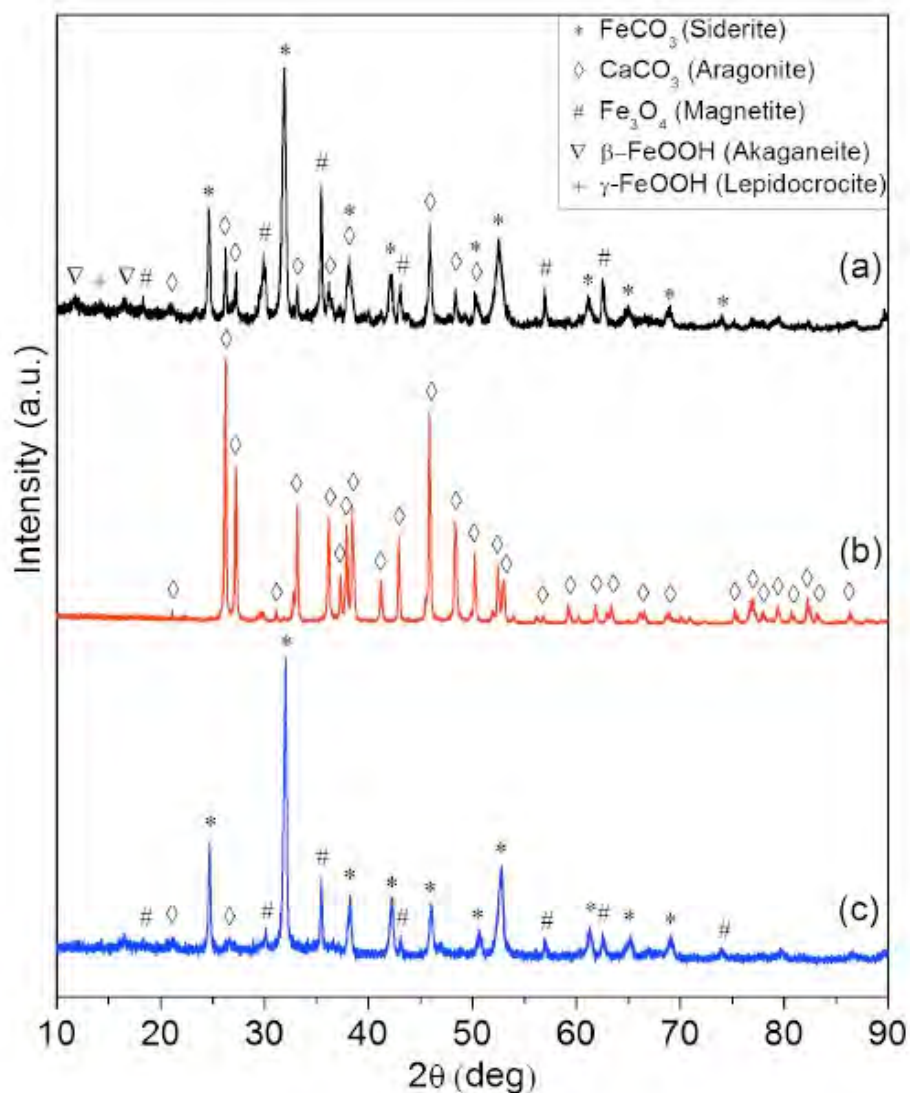 * FeCO₃ (Siderite)
◊ CaCO₃ (Aragonite)
# Fe₃O₄ (Magnetite)
∇ β–FeOOH (Akaganeite)
+ γ-FeOOH (Lepidocrocite)
(a)
(b)
(c)
Intensity (a.u.)
10 20 30 40 50 60 70 80 90
2θ (deg)